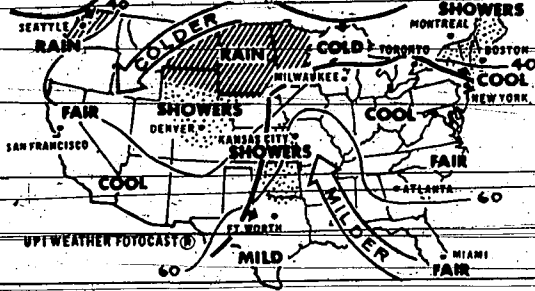 40
SHOWERS
SEATTLE
MONTREAL
RAIN
COLDER
RAIN
COLD
TORONTO
BOSTON
40
MILWAUKEE
COOL
NEW YORK
FAIR
SHOWERS
COOL
DENVER
KANSAS CITY
SAN FRANCISCO
SHOWERS
FAIR
COOL
ATLANTA
60
MILDER
FT. WORTH
UPI WEATHER FOTOCAST®
MILD
MIAMI
60
FAIR